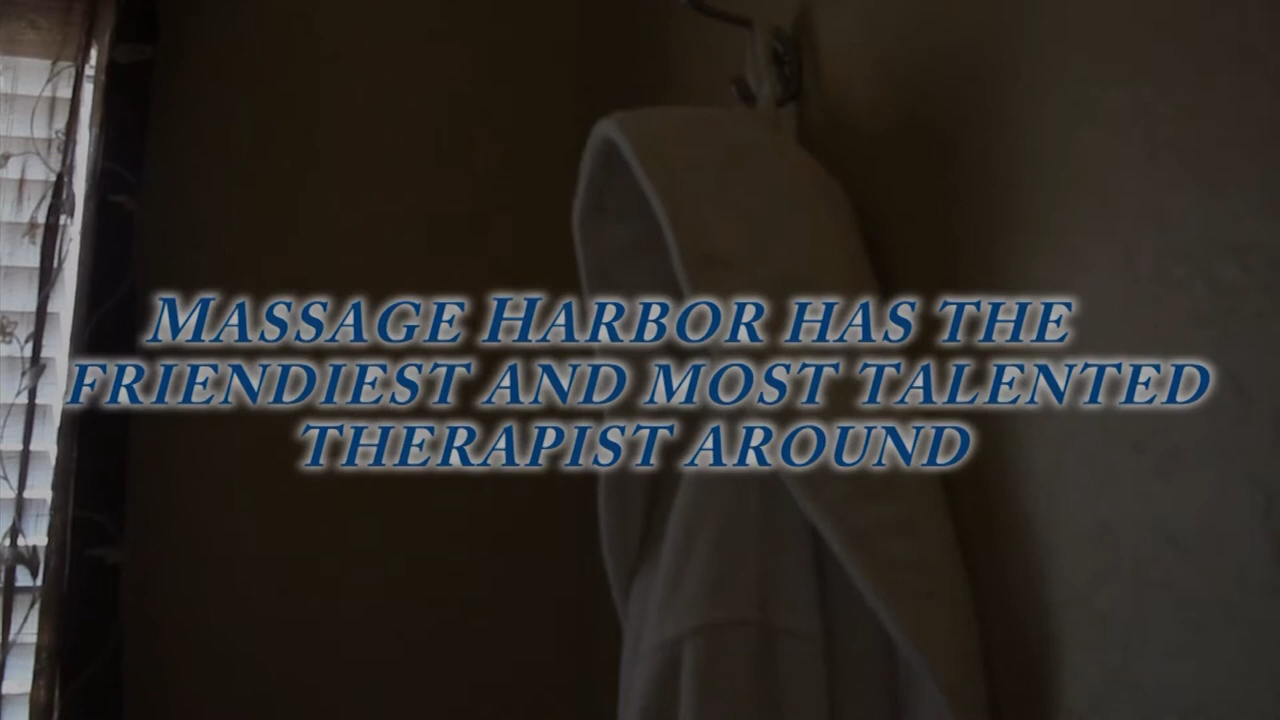 MASSAGE HARBOR HAS THE
FRIENDIEST AND MOST TALENTED
THERAPIST AROUND